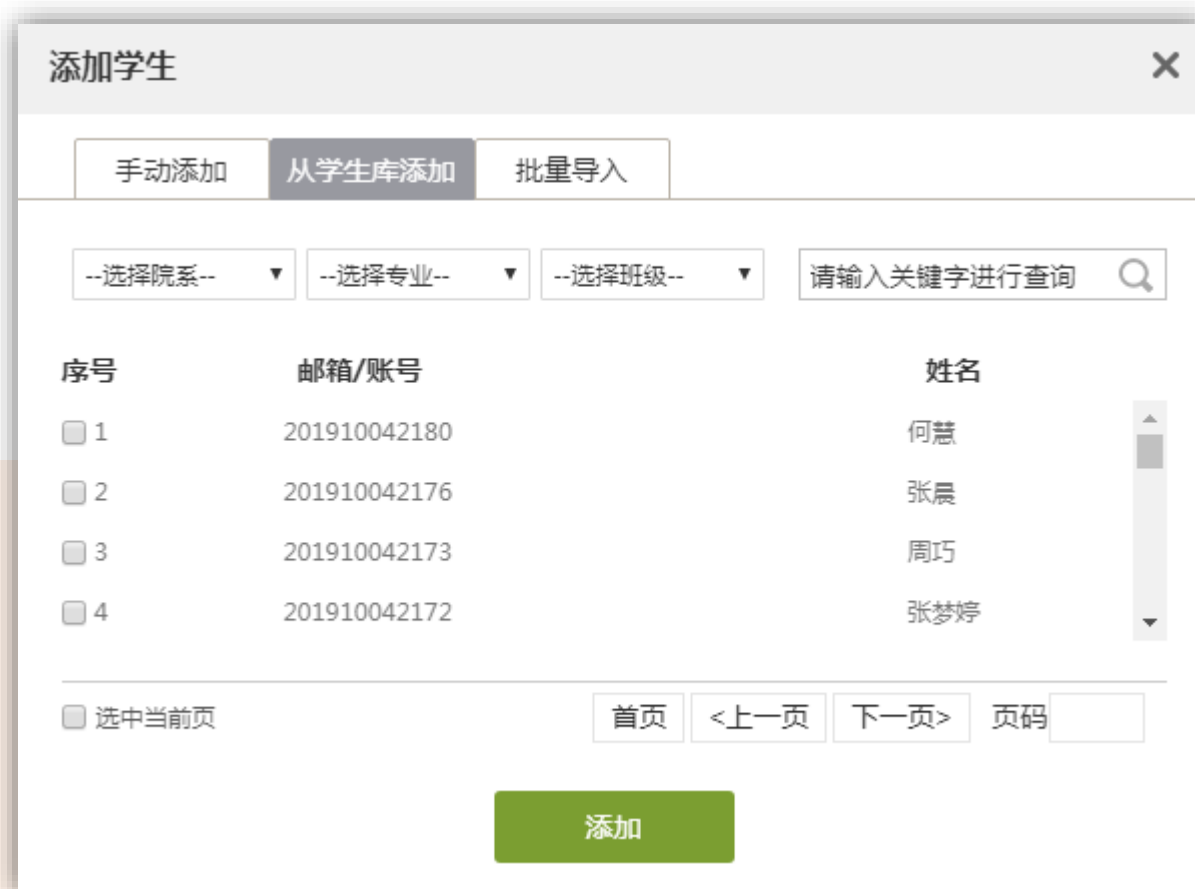 添加学生
手动添加 从学生库添加 批量导入
--选择院系-- --选择专业-- --选择班级-- 请输入关键字进行查询
序号 邮箱/账号 姓名
1 201910042180 何慧
2 201910042176 张晨
3 201910042173 周巧
4 201910042172 张梦婷
选中当前页 首页 <上一页 下一页> 页码
添加